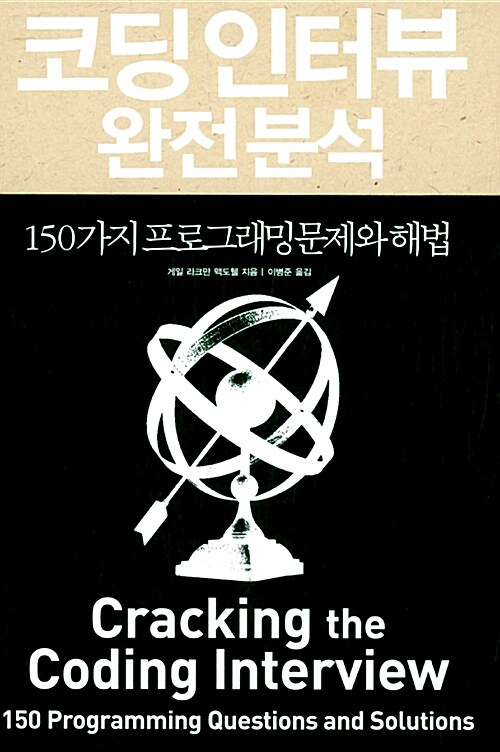 코딩 인터뷰
완전 분석
150가지 프로그래밍 문제와 해법
게일 라크만 맥도웰 지음 | 이병준 옮김
Cracking the
Coding Interview
150 Programming Questions and Solutions